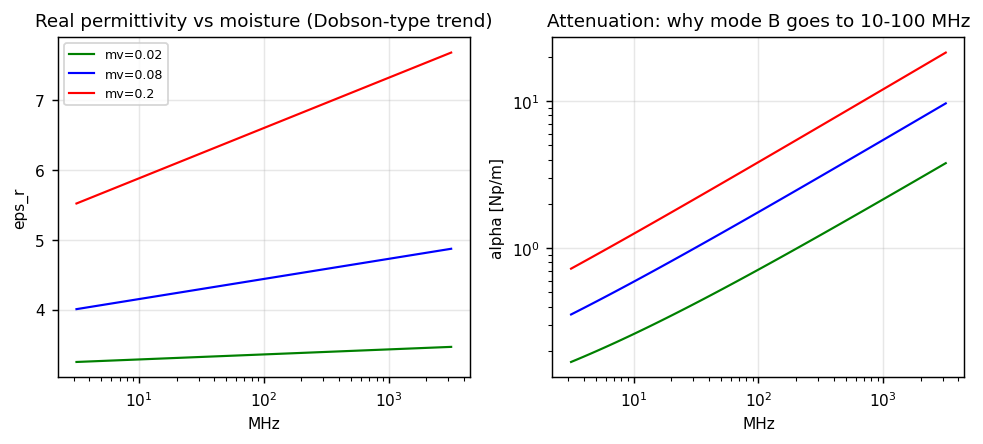 Real permittivity vs moisture (Dobson-type trend)
mv=0.02
mv=0.08
mv=0.2
7
6
5
4
eps_r
10¹ 10² 10³
MHz
Attenuation: why mode B goes to 10-100 MHz
10¹
10⁰
alpha [Np/m]
10¹ 10² 10³
MHz